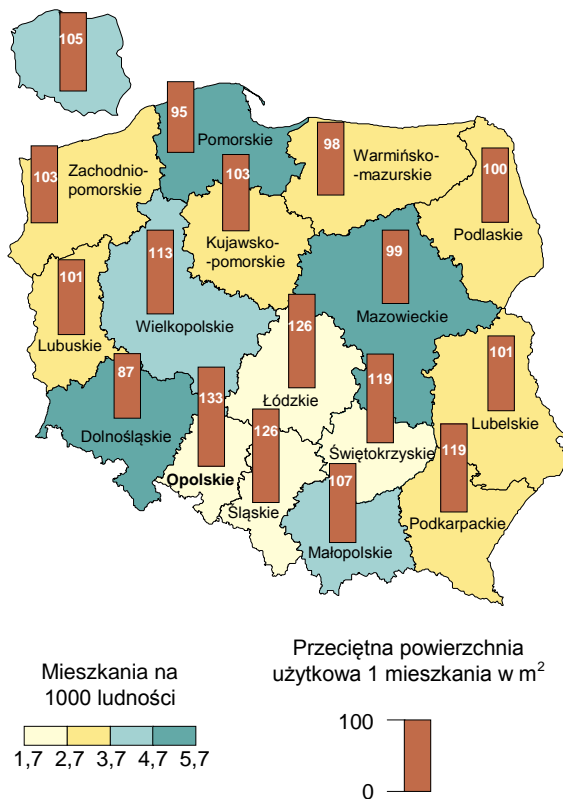 105
95
Pomorskie
98
Warmińsko-
-mazurskie
103
Zachodnio-
pomorskie
103
Kujawsko-
-pomorskie
100
Podlaskie
113
Wielkopolskie
99
Mazowieckie
101
Lubuskie
126
Łódzkie
101
Lubelskie
87
Dolnośląskie
133
Opolskie
119
Świętokrzyskie
126
Śląskie
119
Podkarpackie
107
Małopolskie
Mieszkania na
1000 ludności
1,7 2,7 3,7 4,7 5,7
Przeciętna powierzchnia
użytkowa 1 mieszkania w m²
100
0